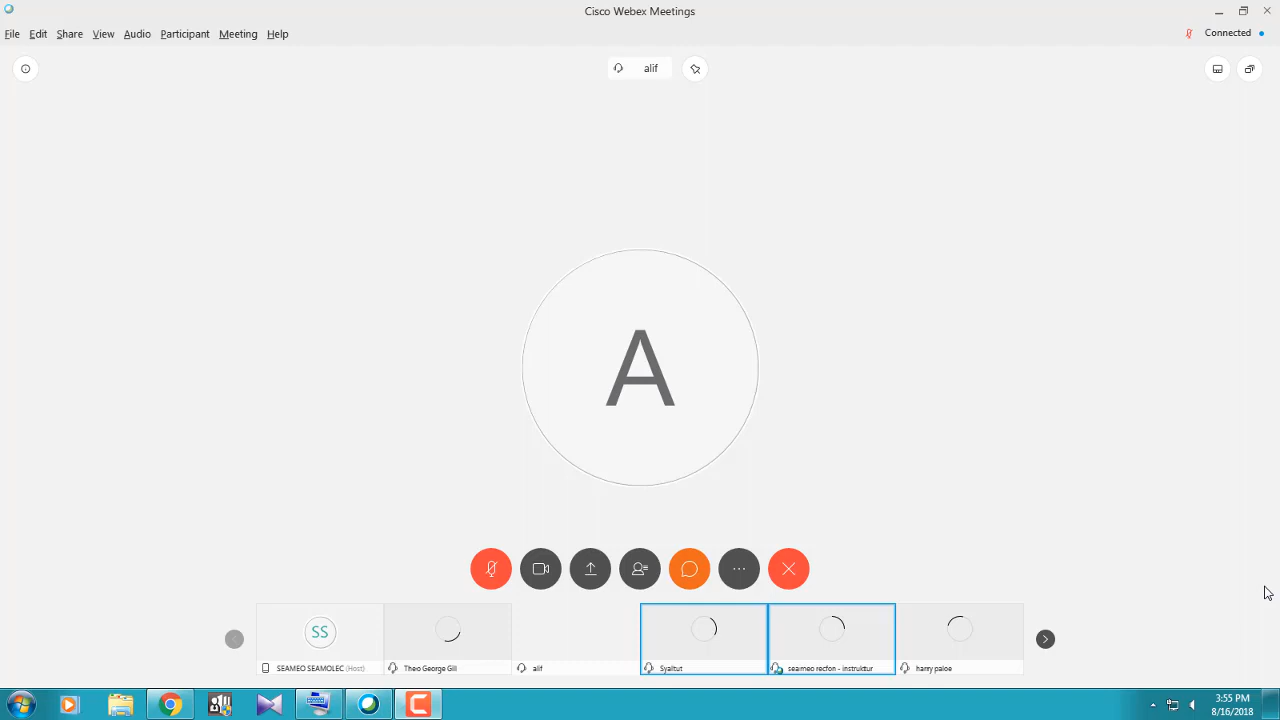 Cisco Webex Meetings
File Edit Share View Audio Participant Meeting Help
Connected
alif
A
SS
SEAMEO SEAMOLEC (Host)
Theo George Gill
alif
Syaltut
seameo recfon - instruktur
harry paloe
3:55 PM
8/16/2018